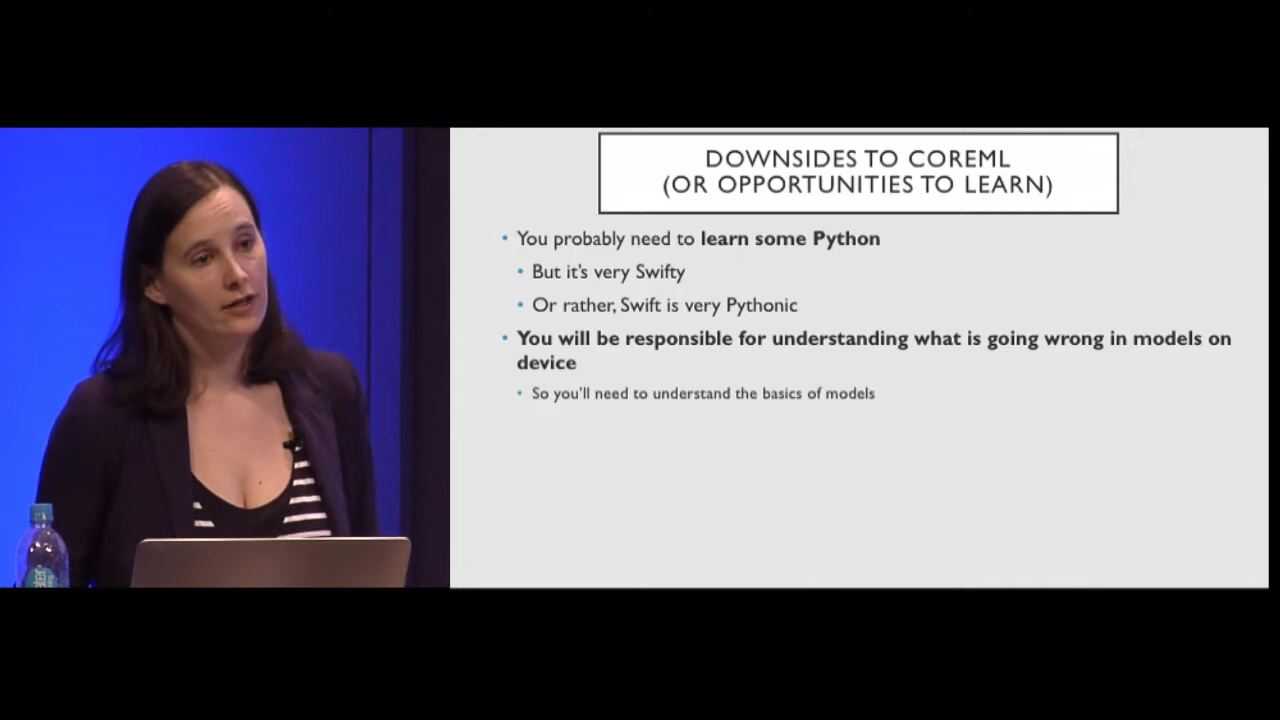 DOWNSIDES TO COREML
(OR OPPORTUNITIES TO LEARN)
• You probably need to learn some Python
• But it's very Swifty
• Or rather, Swift is very Pythonic
• You will be responsible for understanding what is going wrong in models on
device
• So you'll need to understand the basics of models